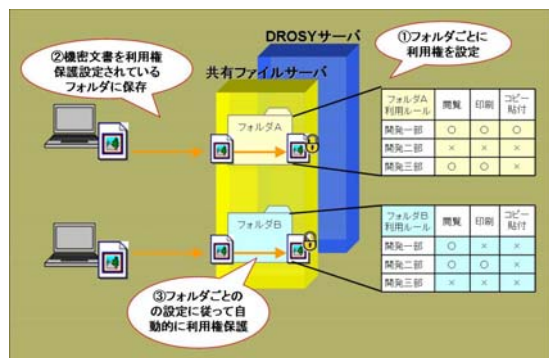 DROSYサーバ
①フォルダごとに
利用権を設定
②機密文書を利用権
保護設定されている
フォルダに保存
共有ファイルサーバ
フォルダA
フォルダA
利用ルール 閲覧 印刷 コピー
貼付
開発一部 ○ ○ ○
開発二部 × × ×
開発三部 ○ ○ ×
フォルダB
フォルダB
利用ルール 閲覧 印刷 コピー
貼付
開発一部 ○ × ×
開発二部 ○ ○ ×
開発三部 × × ×
③フォルダごとの
の設定に従って自
動的に利用権保護